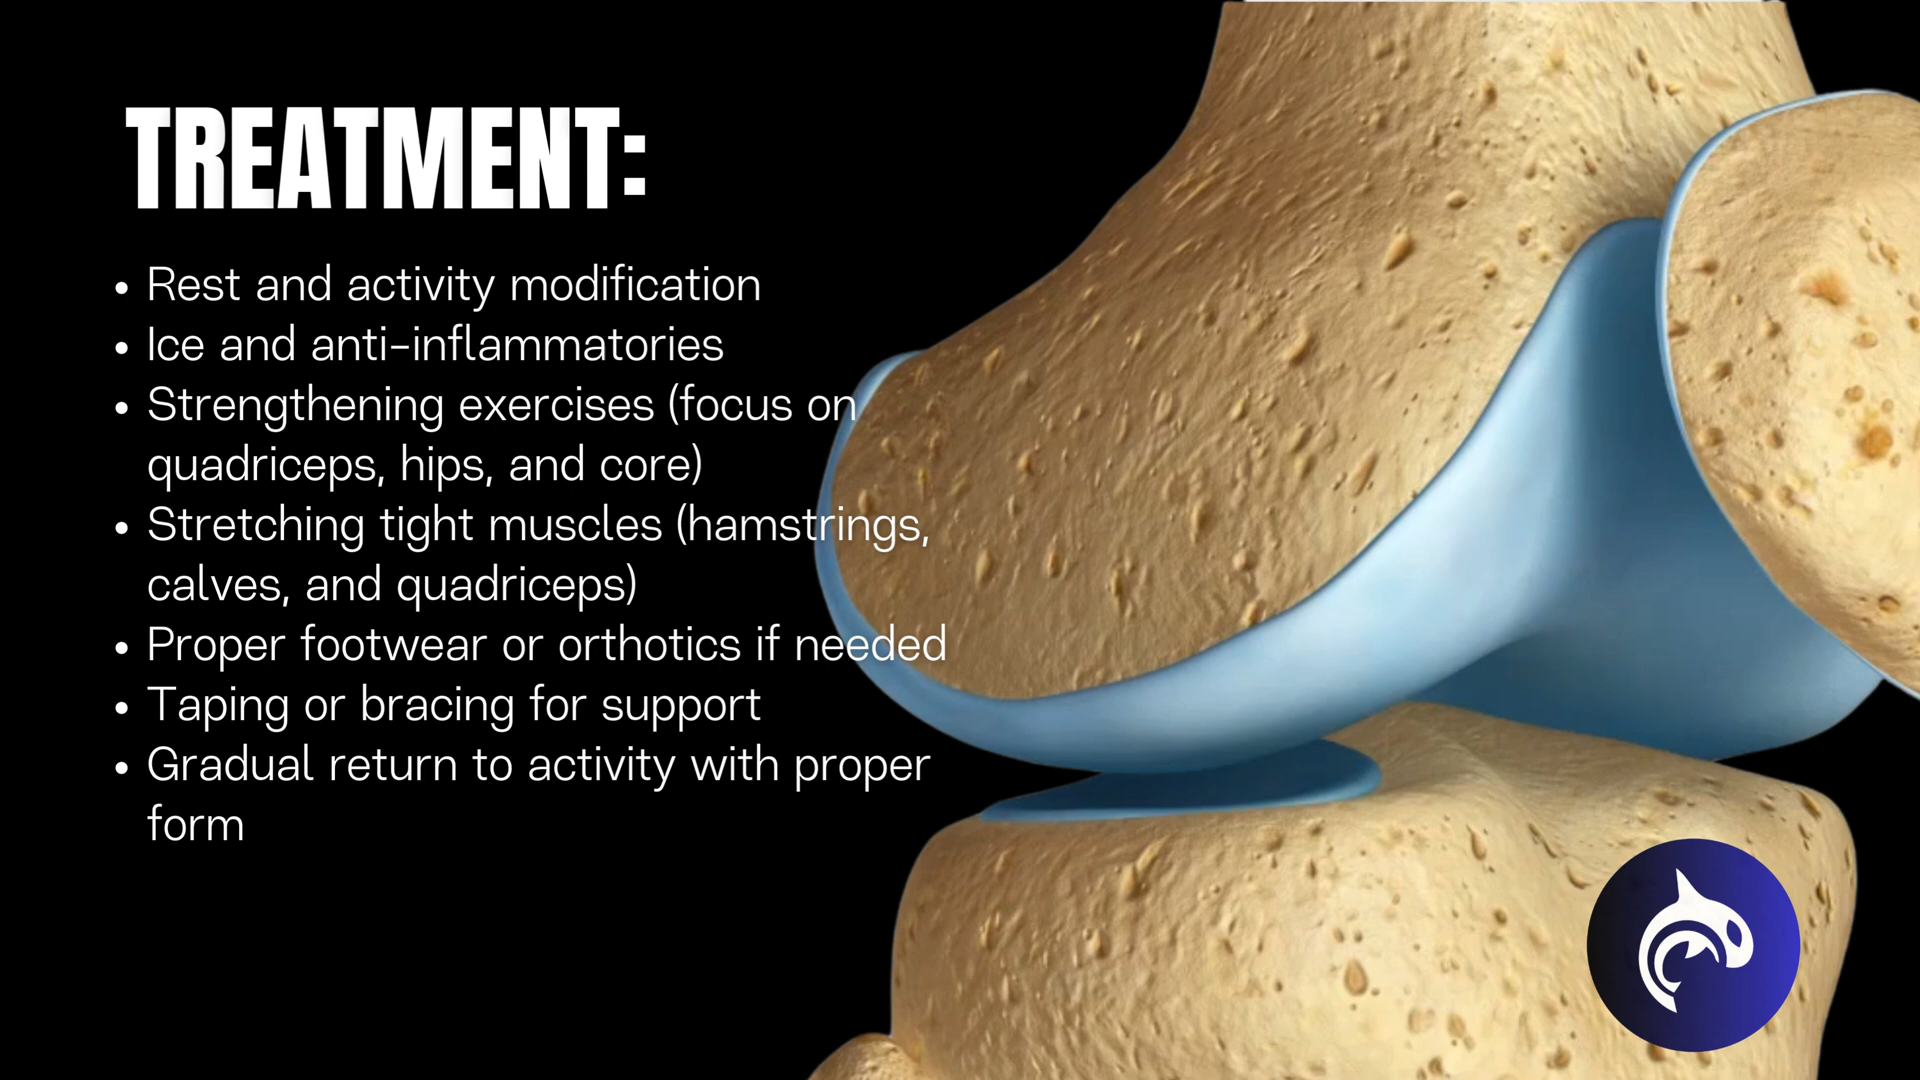 TREATMENT:
• Rest and activity modification
• Ice and anti-inflammatories
• Strengthening exercises (focus on
quadriceps, hips, and core)
• Stretching tight muscles (hamstrings,
calves, and quadriceps)
• Proper footwear or orthotics if needed
• Taping or bracing for support
• Gradual return to activity with proper
form